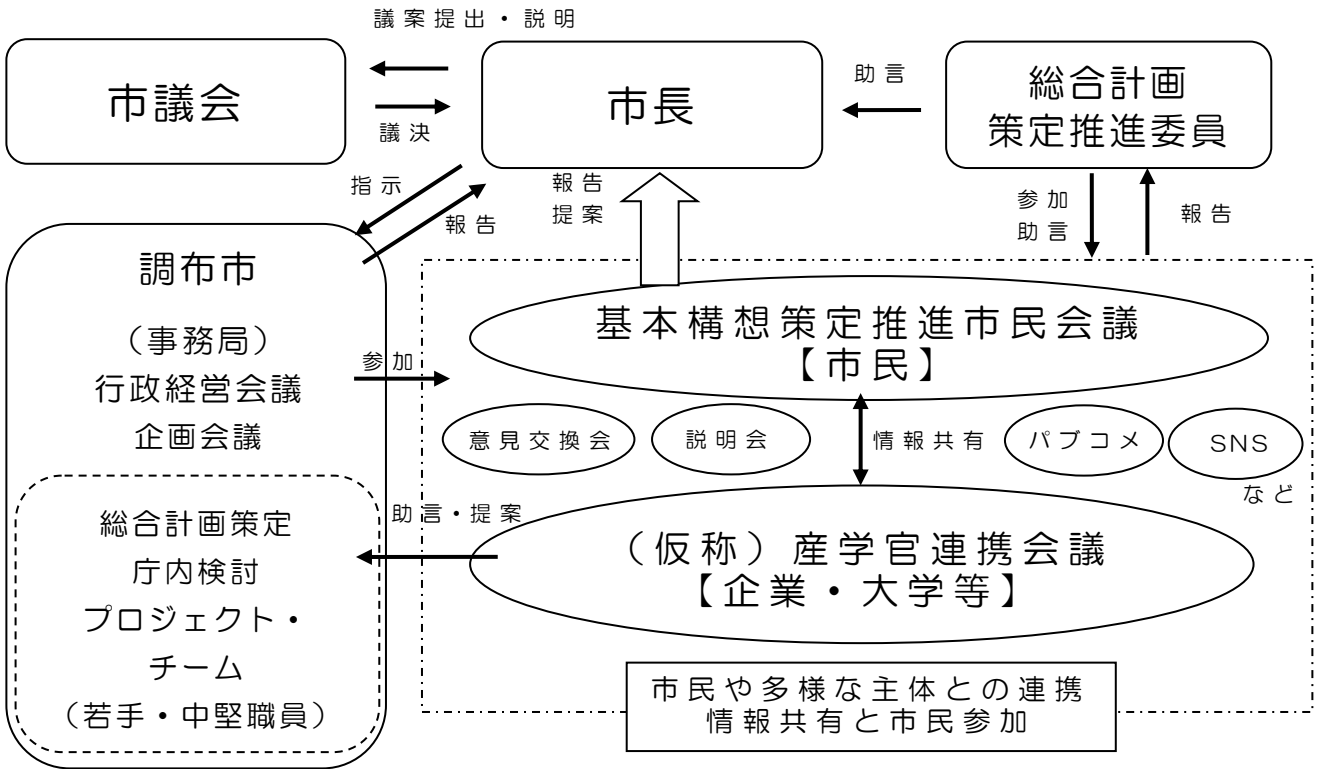 議案提出・説明
市議会
市長
助言
総合計画
策定推進委員
議決
指示
報告
報告
提案
参加
助言
報告
調布市
（事務局）
行政経営会議
企画会議
参加
基本構想策定推進市民会議
【市民】
意見交換会
説明会
情報共有
パブコメ
SNS
など
総合計画策定
庁内検討
プロジェクト・
チーム
（若手・中堅職員）
助言・提案
（仮称）産学官連携会議
【企業・大学等】
市民や多様な主体との連携
情報共有と市民参加